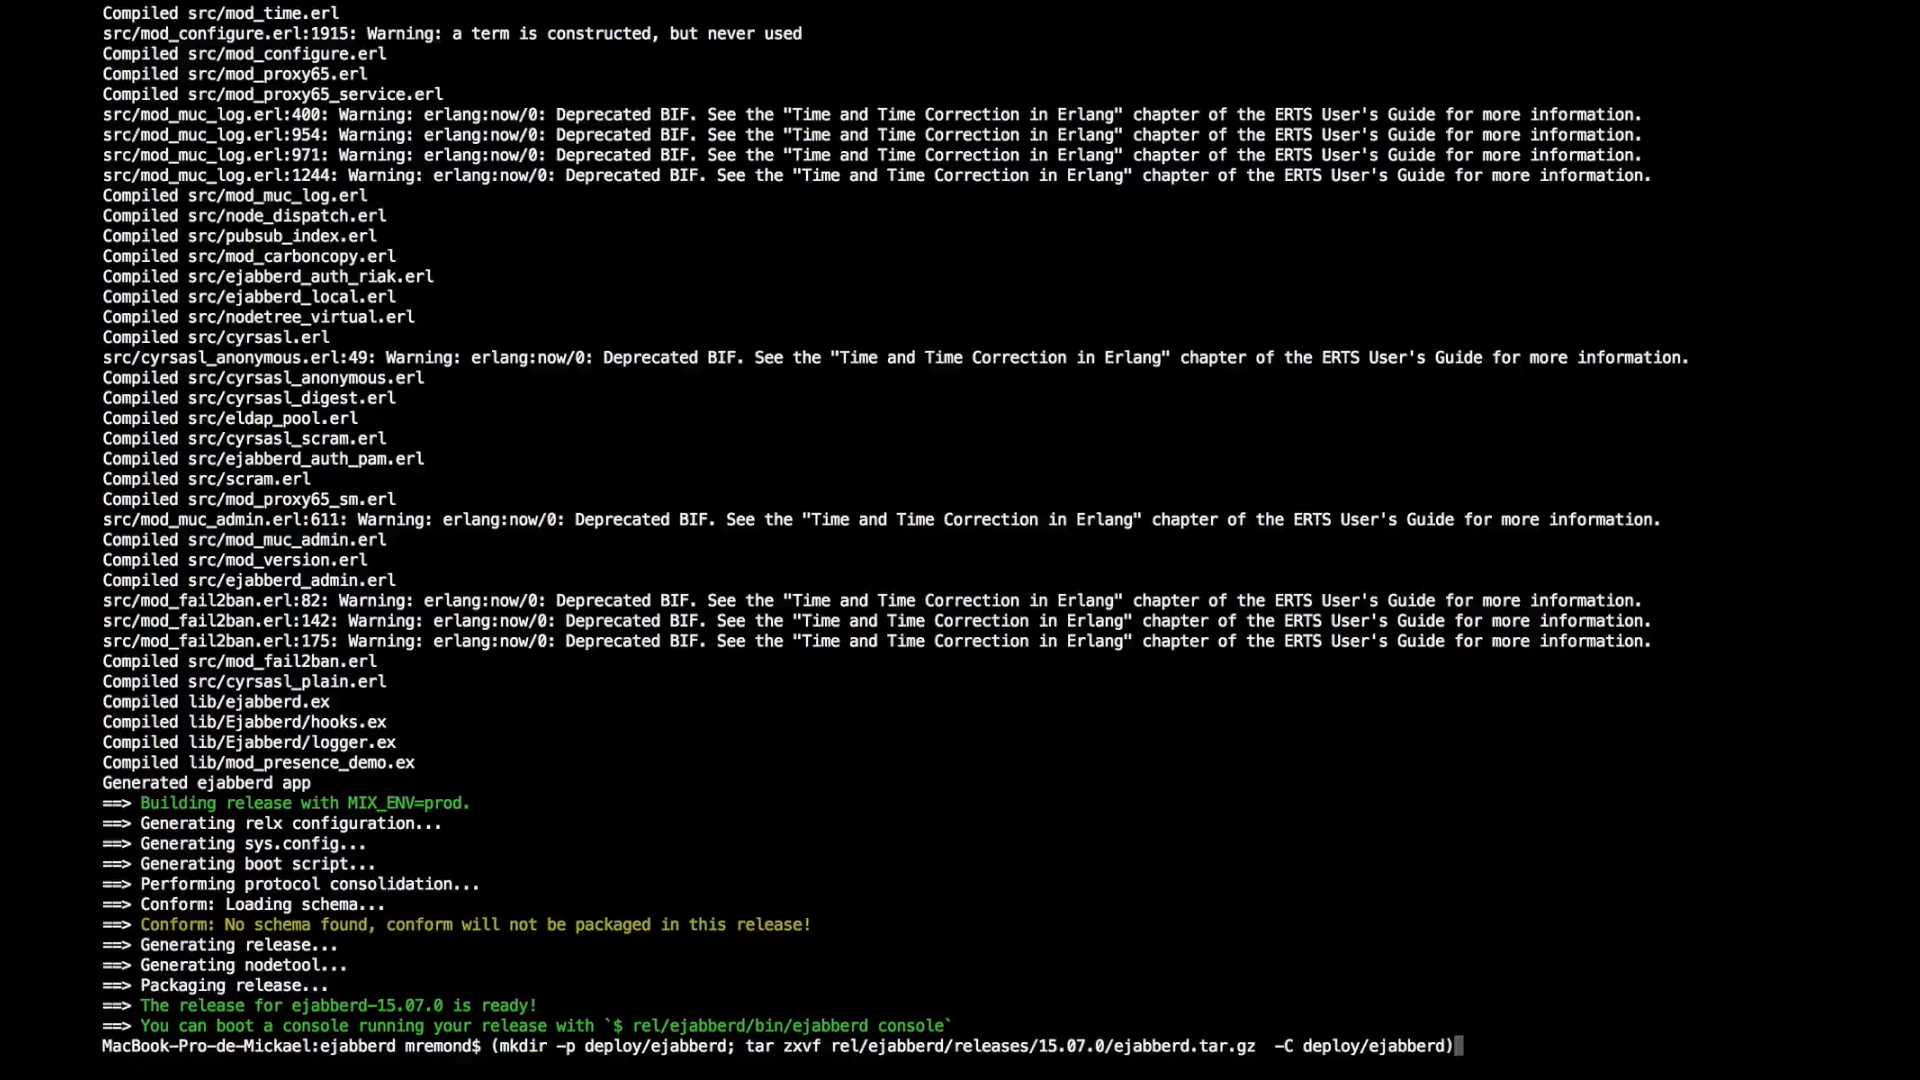 Compiled src/mod_time.erl
src/mod_configure.erl:1915: Warning: a term is constructed, but never used
Compiled src/mod_configure.erl
Compiled src/mod_proxy65.erl
Compiled src/mod_proxy65_service.erl
src/mod_muc_log.erl:400: Warning: erlang:now/0: Deprecated BIF. See the "Time and Time Correction in Erlang" chapter of the ERTS User's Guide for more information.
src/mod_muc_log.erl:954: Warning: erlang:now/0: Deprecated BIF. See the "Time and Time Correction in Erlang" chapter of the ERTS User's Guide for more information.
src/mod_muc_log.erl:971: Warning: erlang:now/0: Deprecated BIF. See the "Time and Time Correction in Erlang" chapter of the ERTS User's Guide for more information.
src/mod_muc_log.erl:1244: Warning: erlang:now/0: Deprecated BIF. See the "Time and Time Correction in Erlang" chapter of the ERTS User's Guide for more information.
Compiled src/mod_muc_log.erl
Compiled src/node_dispatch.erl
Compiled src/pubsub_index.erl
Compiled src/mod_carboncopy.erl
Compiled src/ejabberd_auth_riak.erl
Compiled src/ejabberd_local.erl
Compiled src/nodetree_virtual.erl
Compiled src/cyrsasl.erl
src/cyrsasl_anonymous.erl:49: Warning: erlang:now/0: Deprecated BIF. See the "Time and Time Correction in Erlang" chapter of the ERTS User's Guide for more information.
Compiled src/cyrsasl_anonymous.erl
Compiled src/cyrsasl_digest.erl
Compiled src/eldap_pool.erl
Compiled src/cyrsasl_scram.erl
Compiled src/ejabberd_auth_pam.erl
Compiled src/scram.erl
Compiled src/mod_proxy65_sm.erl
src/mod_muc_admin.erl:611: Warning: erlang:now/0: Deprecated BIF. See the "Time and Time Correction in Erlang" chapter of the ERTS User's Guide for more information.
Compiled src/mod_muc_admin.erl
Compiled src/mod_version.erl
Compiled src/ejabberd_admin.erl
src/mod_fail2ban.erl:82: Warning: erlang:now/0: Deprecated BIF. See the "Time and Time Correction in Erlang" chapter of the ERTS User's Guide for more information.
src/mod_fail2ban.erl:142: Warning: erlang:now/0: Deprecated BIF. See the "Time and Time Correction in Erlang" chapter of the ERTS User's Guide for more information.
src/mod_fail2ban.erl:175: Warning: erlang:now/0: Deprecated BIF. See the "Time and Time Correction in Erlang" chapter of the ERTS User's Guide for more information.
Compiled src/mod_fail2ban.erl
Compiled src/cyrsasl_plain.erl
Compiled lib/ejabberd.ex
Compiled lib/Ejabberd/hooks.ex
Compiled lib/Ejabberd/logger.ex
Compiled lib/mod_presence_demo.ex
Generated ejabberd app
==> Building release with MIX_ENV=prod.
==> Generating relx configuration...
==> Generating sys.config...
==> Generating boot script...
==> Performing protocol consolidation...
==> Conform: Loading schema...
==> Conform: No schema found, conform will not be packaged in this release!
==> Generating release...
==> Generating nodetool...
==> Packaging release...
==> The release for ejabberd-15.07.0 is ready!
==> You can boot a console running your release with `$ rel/ejabberd/bin/ejabberd console`
MacBook-Pro-de-Mickael:ejabberd mremond$ (mkdir -p deploy/ejabberd; tar zxvf rel/ejabberd/releases/15.07.0/ejabberd.tar.gz  -C deploy/ejabberd)